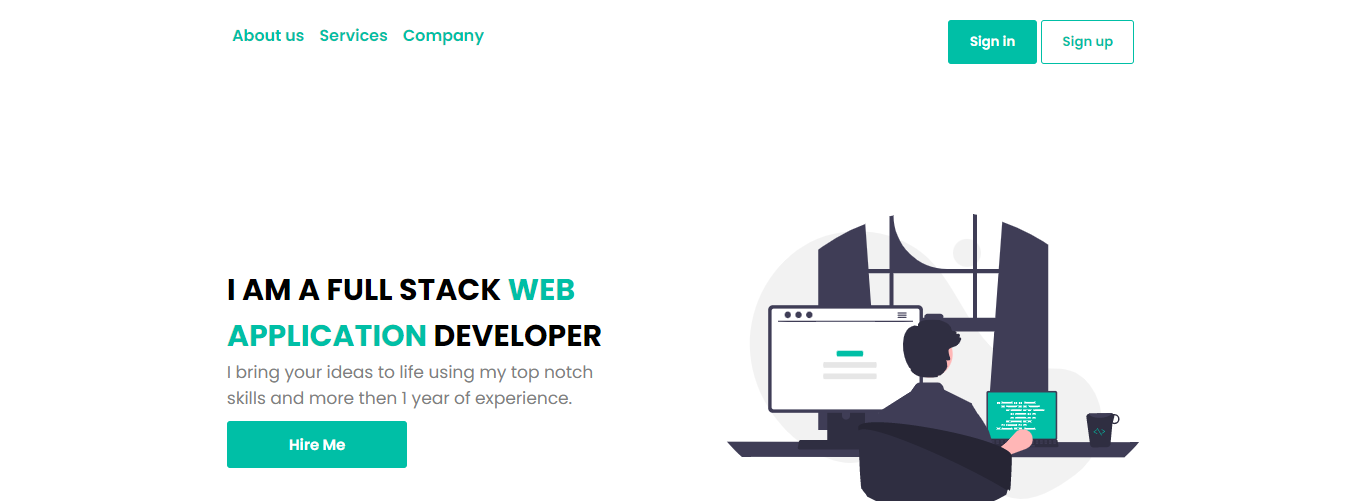 About us Services Company Sign in Sign up
I AM A FULL STACK WEB
APPLICATION DEVELOPER
I bring your ideas to life using my top notch
skills and more then 1 year of experience.
Hire Me